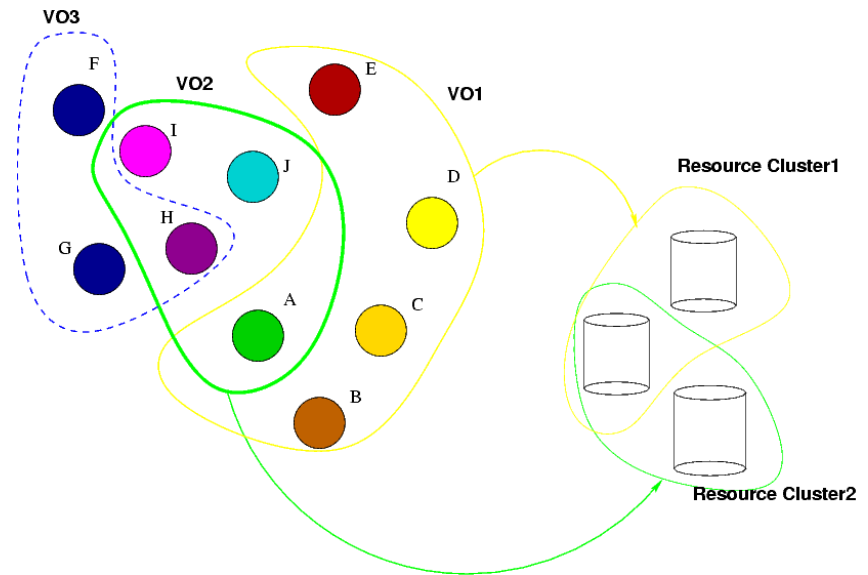 VO3
F
VO2
E
VO1
I
J
D
Resource Cluster1
H
G
A
C
B
Resource Cluster2